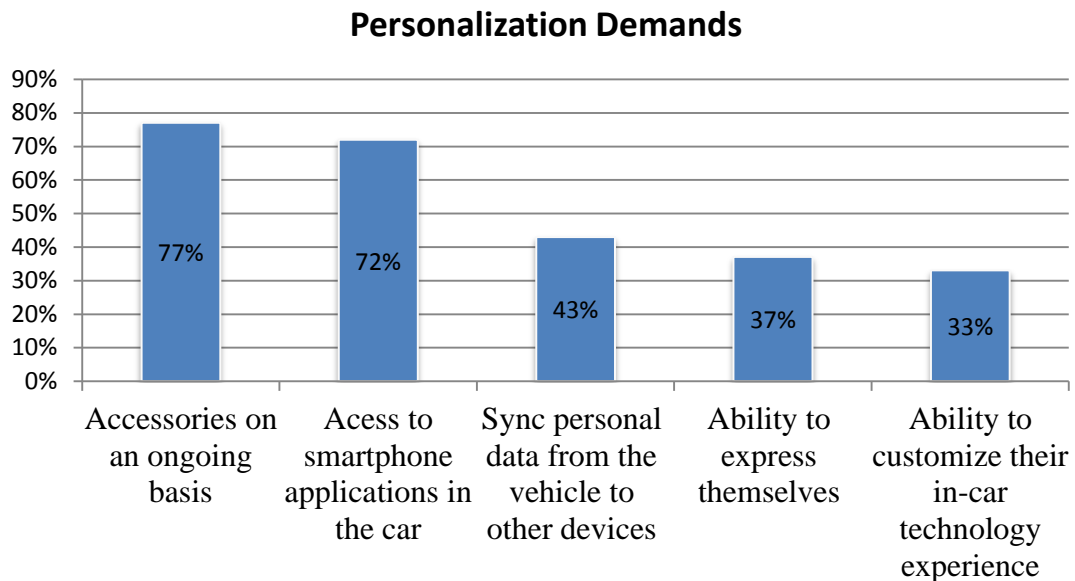 Personalization Demands
90%
80%
70%
60%
50%
40%
30%
20%
10%
0%
77%
72%
43%
37%
33%
Accessories on
an ongoing
basis
Acess to
smartphone
applications in
the car
Sync personal
data from the
vehicle to
other devices
Ability to
express
themselves
Ability to
customize their
in-car
technology
experience